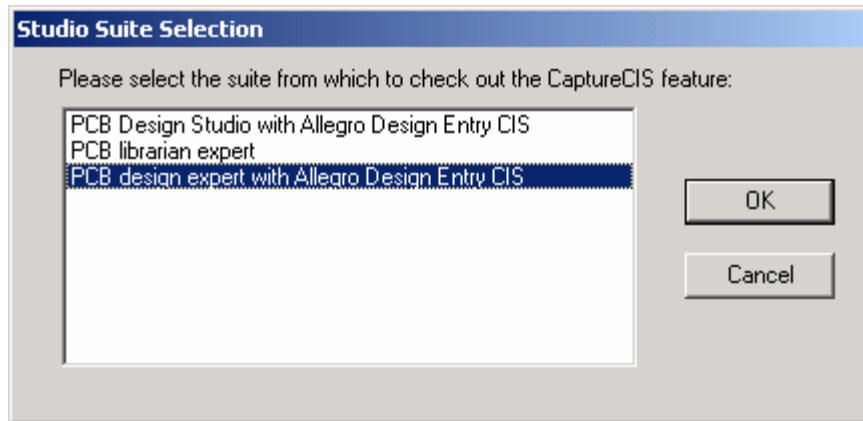 Studio Suite Selection
Please select the suite from which to check out the CaptureCIS feature:
PCB Design Studio with Allegro Design Entry CIS
PCB librarian expert
PCB design expert with Allegro Design Entry CIS
OK
Cancel